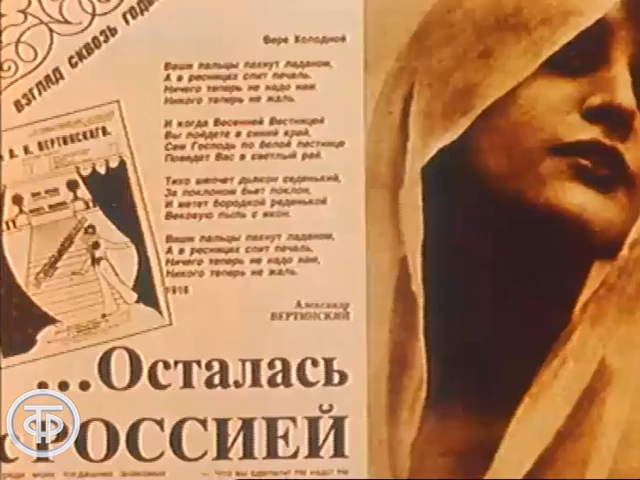 ВЗГЛЯД СКВОЗЬ ГОДЫ
Вере Холодной
Ваши пальцы пахнут ладаном,
А в ресницах спит печаль.
Ничего теперь не надо нам,
Никого теперь не жаль.
И когда Весенней Вестницей
Вы пойдете в синий край,
Сам Господь по белой лестнице
Поведет Вас в светлый рай.
Тихо шепчет дьякон седенький,
За поклоном бьет поклон,
И метет бородкой реденькой
Вековую пыль с икон.
Ваши пальцы пахнут ладаном,
А в ресницах спит печаль.
Ничего теперь не надо нам,
Никого теперь не жаль.
1916
Александр
ВЕРТИНСКИЙ
А. Н. ВЕРТИНСКАГО.
...Осталась
с РОССИЕЙ